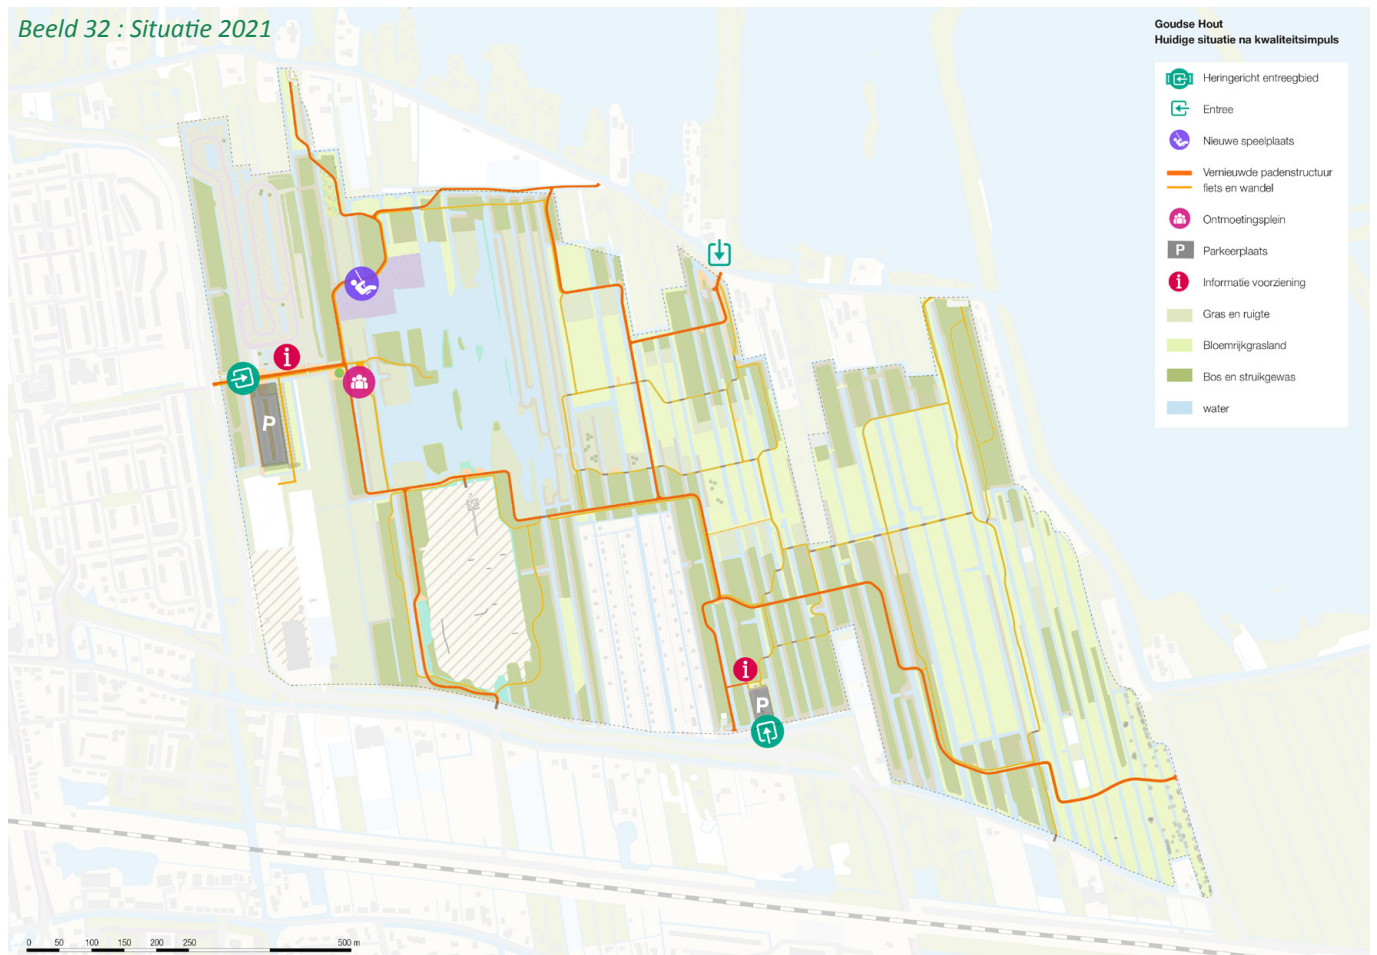 Beeld 32 : Situatie 2021
Goudse Hout
Huidige situatie na kwaliteitsimpuls
Heringericht entreegbied
Entree
Nieuwe speelplaats
Vernieuwde padenstructuur
fiets en wandel
Ontmoetingsplein
P Parkeerplaats
i Informatie voorziening
Gras en ruigte
Bloemrijkgrasland
Bos en struikgewas
water
i
P
i
P
0 50 100 150 200 250 500 m